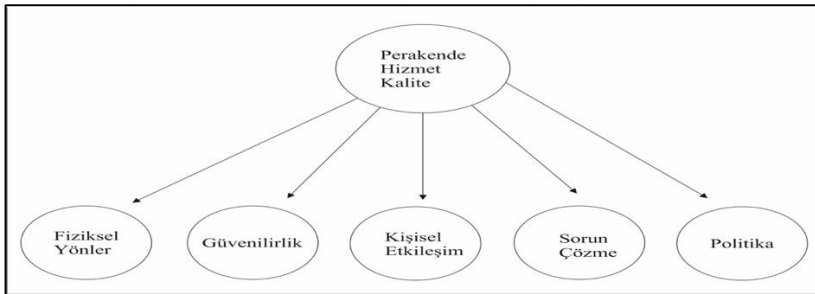 Perakende
Hizmet
Kalite
Fiziksel
Yönler
Güvenilirlik
Kişisel
Etkileşim
Sorun
Çözme
Politika